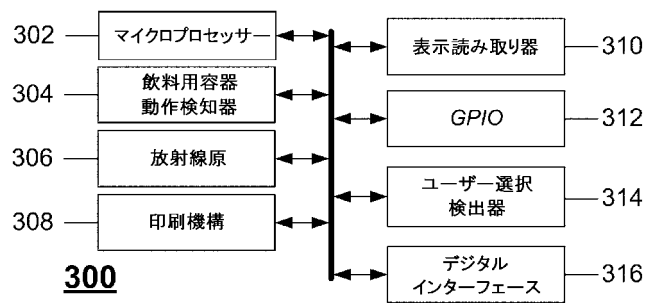 302
マイクロプロセッサー
304
飲料用容器
動作検知器
306
放射線原
308
印刷機構
300
表示読み取り器
310
GPIO
312
ユーザー選択
検出器
314
デジタル
インターフェース
316